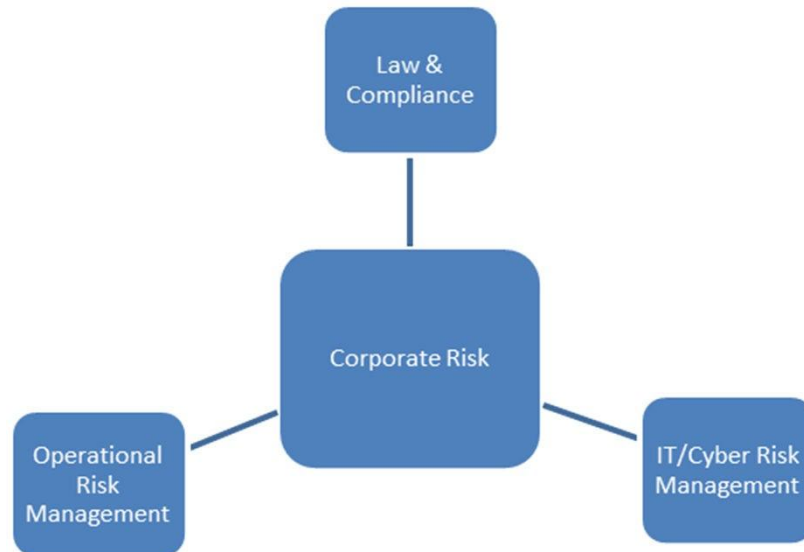 Law &
Compliance
Corporate Risk
Operational
Risk
Management
IT/Cyber Risk
Management